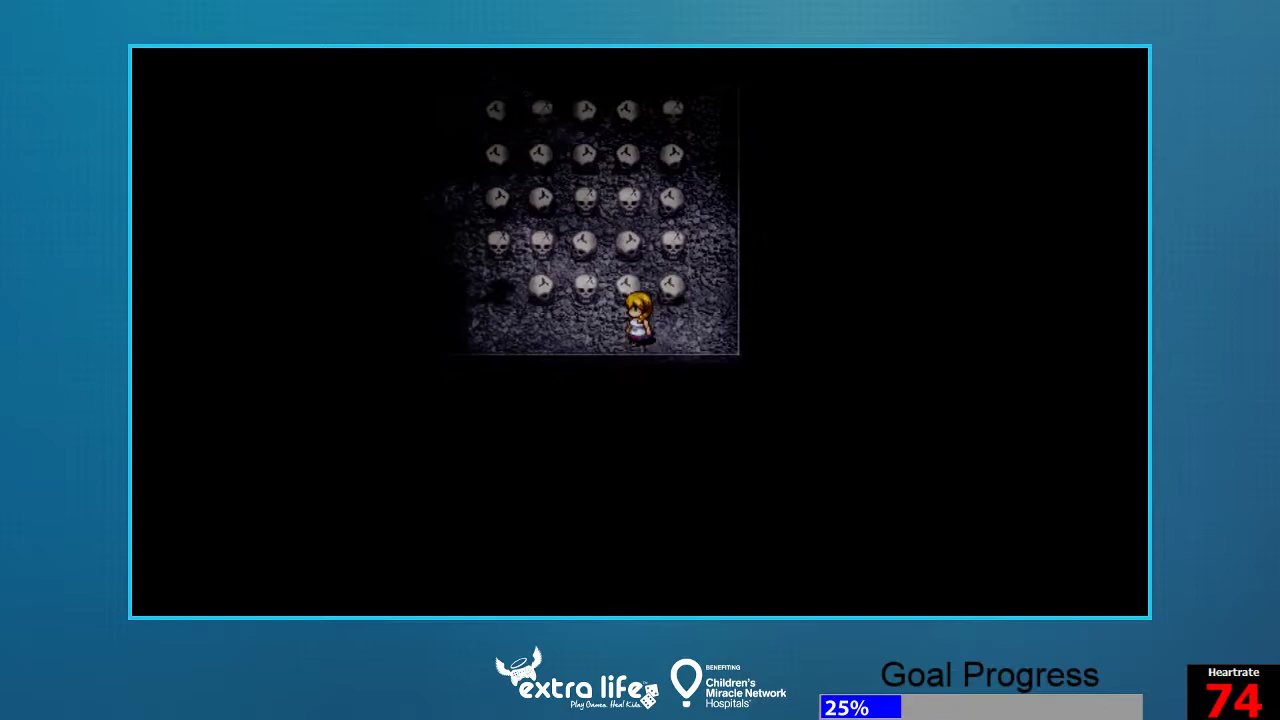 extra life
Play Games. Heal Kids.
BENEFITING
Children's
Miracle Network
Hospitals
Goal Progress
25%
Heartrate
74